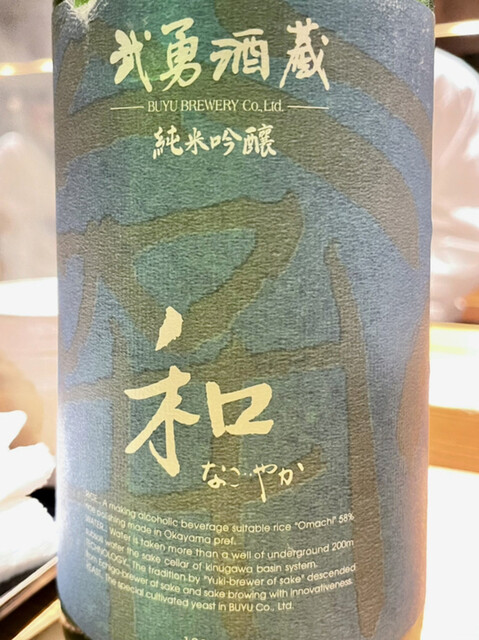 武勇酒蔵
BUYU BREWERY Co., Ltd.
純米吟醸
和
なごやか
RICE, A making alcoholic beverage suitable rice "Omachi" 58%
rice polishing made in Okayama pref.
WATER, Water is taken more than a well of underground 200m
under water the sake cellar of kinugawa basin system.
TECHNOLOGY, The tradition by "Yuki-brewer of sake" descended
from Echigo-brewer of sake and sake brewing with innovativeness.
YEAST, The special cultivated yeast in BUYU Co., Ltd.